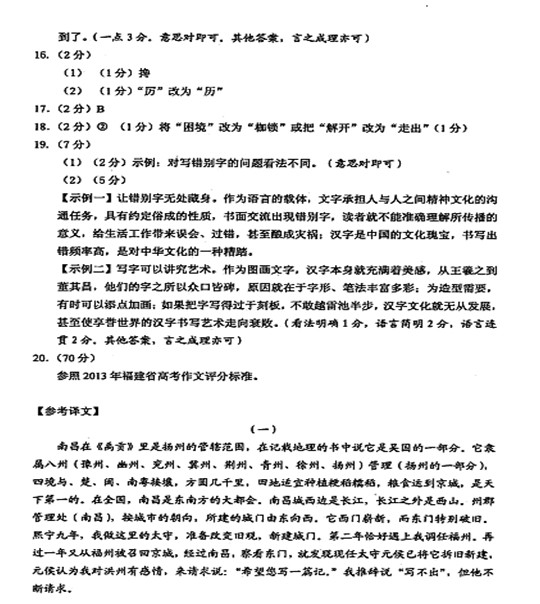 到了。(一点 3 分。意思对即可。其他答案，言之成理亦可)
16.(2 分)
(1) (1 分)搀
(2) (1 分)“厉”改为“历”
17.(2 分)B
18.(2 分)② (1 分)将“困境”改为“枷锁”或把“解开”改为“走出”(1 分)
19.(7 分)
(1)(2 分)示例：对写错别字的问题看法不同。(意思对即可)
(2)(5 分)
【示例一】让错别字无处藏身。作为语言的载体，文字承担人与人之间精神文化的沟
通任务，具有约定俗成的性质，书面交流出现错别字，读者就不能准确理解所传播的
意义，给生活工作带来误会、过错，甚至酿成灾祸；汉字是中国的文化瑰宝，书写出
错频率高，是对中华文化的一种糟踏。
【示例二】写字可以讲究艺术。作为图画文字，汉字本身就充满着美感，从王羲之到
董其昌，他们的字之所以众口皆碑，原因就在于字形、笔法丰富多彩；为造型需要，
有时可以添点加画；如果把字写得过于刻板，不敢越雷池半步，汉字文化就无从发展，
甚至使享誉世界的汉字书写艺术走向衰败。(看法明确 1 分，语言简明 2 分，语言连
贯 2 分。其他答案，言之成理亦可)
20.(70 分)
参照 2013 年福建省高考作文评分标准。
【参考译文】
(一)
南昌在《禹贡》里是扬州的管辖范围，在记载地理的书中说它是吴国的一部分。它隶
属八州(豫州、幽州、兖州、冀州、荆州、青州、徐州、扬州)管理(扬州的一部分)，
四境与、楚、闽、南粤接壤，方圆几千里，田地适宜种植粳稻糯稻，粮食运到京城，是天
下第一的。在全国，南昌是东南方的大都会。南昌城西边是长江，长江之外是西山。州郡
管理处(南昌)，按城市的朝向，所建的城门由东向西。它西门崭新，而东门特别破旧。
熙宁九年，我做这里的太守，准备改变旧观，新建城门。第二年恰好遇上我调任福州。再
过一年又从福州被召回京城，经过南昌，察看东门，就发现现任太守元侯已将它拆旧新建，
元侯认为我对洪州有感情，来请求说：“希望您写一篇记。”我推辞说“写不出”，但他不
断请求。